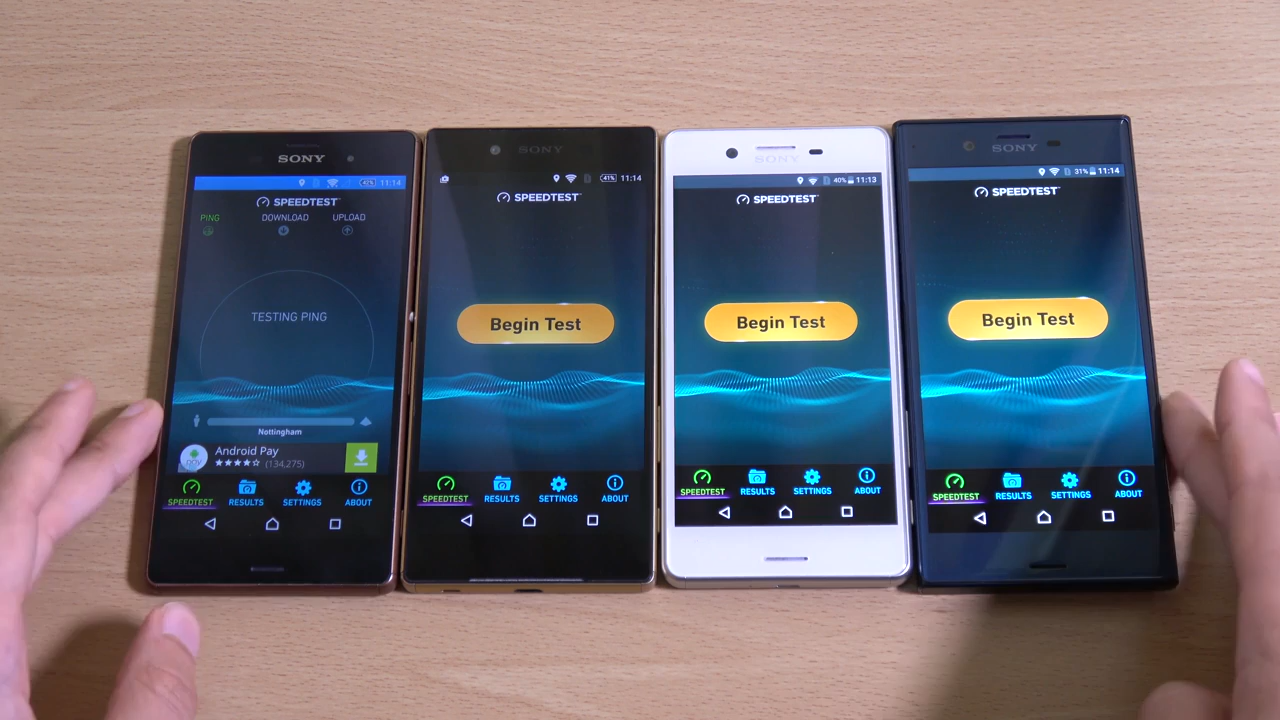 SONY
42% 11:14
SPEEDTEST
PING DOWNLOAD UPLOAD
TESTING PING
Nottingham
Android Pay
(134,275)
SPEEDTEST RESULTS SETTINGS ABOUT
SONY
41% 11:14
SPEEDTEST
Begin Test
SPEEDTEST RESULTS SETTINGS ABOUT
SONY
40% 11:13
SPEEDTEST
Begin Test
SPEEDTEST RESULTS SETTINGS ABOUT
SONY
31% 11:14
SPEEDTEST
Begin Test
SPEEDTEST RESULTS SETTINGS ABOUT